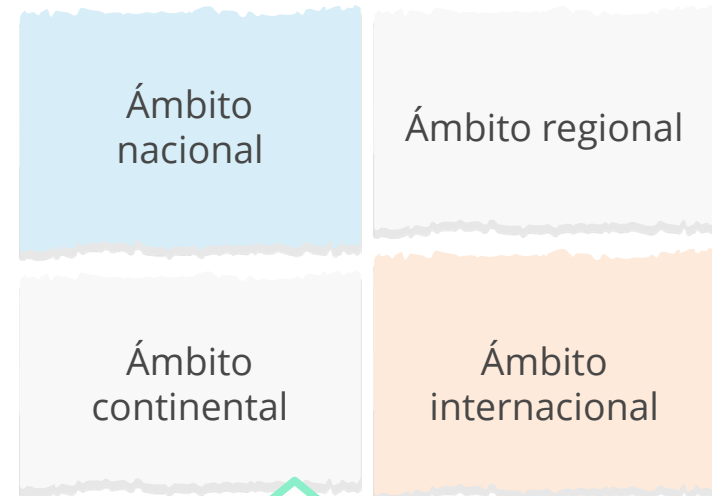 Ámbito
nacional
Ámbito regional
Ámbito
continental
Ámbito
internacional